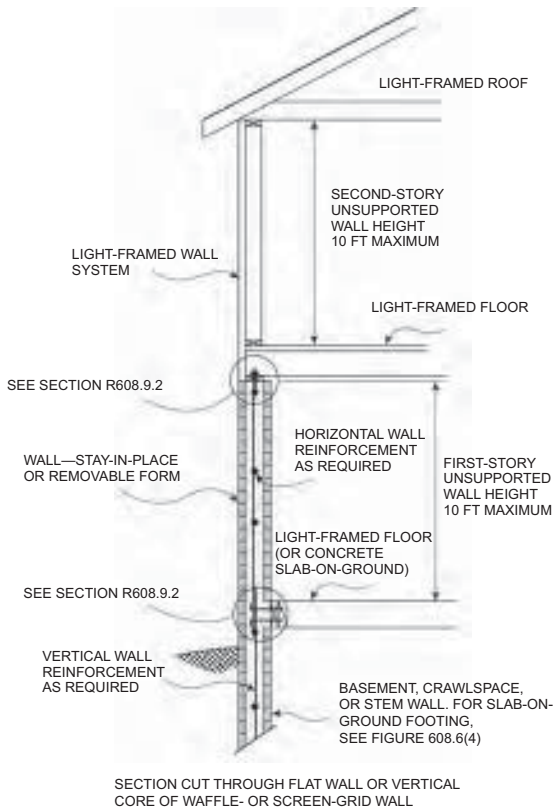 LIGHT-FRAMED ROOF
SECOND-STORY
UNSUPPORTED
WALL HEIGHT
10 FT MAXIMUM
LIGHT-FRAMED WALL
SYSTEM
LIGHT-FRAMED FLOOR
SEE SECTION R608.9.2
HORIZONTAL WALL
REINFORCEMENT
AS REQUIRED
WALL—STAY-IN-PLACE
OR REMOVABLE FORM
FIRST-STORY
UNSUPPORTED
WALL HEIGHT
10 FT MAXIMUM
LIGHT-FRAMED FLOOR
(OR CONCRETE
SLAB-ON-GROUND)
SEE SECTION R608.9.2
VERTICAL WALL
REINFORCEMENT
AS REQUIRED
BASEMENT, CRAWLSPACE,
OR STEM WALL. FOR SLAB-ON-
GROUND FOOTING,
SEE FIGURE 608.6(4)
SECTION CUT THROUGH FLAT WALL OR VERTICAL
CORE OF WAFFLE- OR SCREEN-GRID WALL